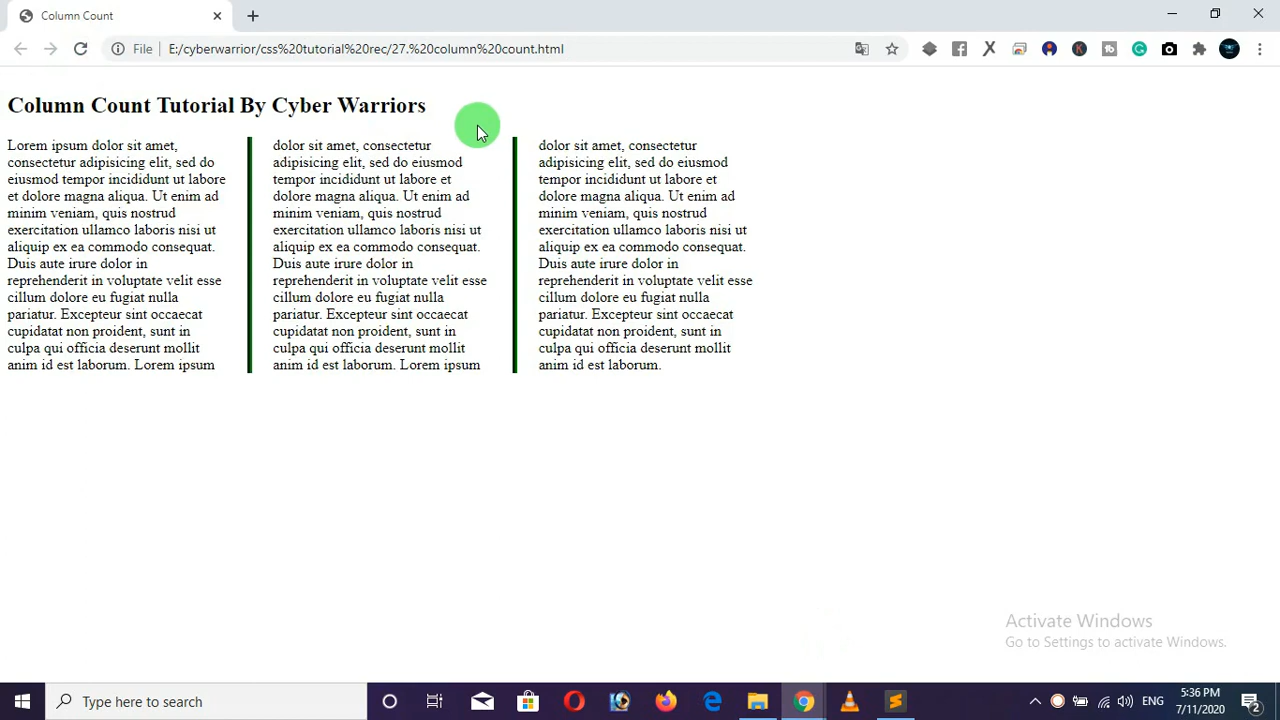 Column Count
File
E:/cyberwarrior/css%20tutorial%20rec/27.%20column%20count.html
Column Count Tutorial By Cyber Warriors
Lorem ipsum dolor sit amet,
consectetur adipisicing elit, sed do
eiusmod tempor incididunt ut labore
et dolore magna aliqua. Ut enim ad
minim veniam, quis nostrud
exercitation ullamco laboris nisi ut
aliquip ex ea commodo consequat.
Duis aute irure dolor in
reprehenderit in voluptate velit esse
cillum dolore eu fugiat nulla
pariatur. Excepteur sint occaecat
cupidatat non proident, sunt in
culpa qui officia deserunt mollit
anim id est laborum. Lorem ipsum
dolor sit amet, consectetur
adipisicing elit, sed do eiusmod
tempor incididunt ut labore et
dolore magna aliqua. Ut enim ad
minim veniam, quis nostrud
exercitation ullamco laboris nisi ut
aliquip ex ea commodo consequat.
Duis aute irure dolor in
reprehenderit in voluptate velit esse
cillum dolore eu fugiat nulla
pariatur. Excepteur sint occaecat
cupidatat non proident, sunt in
culpa qui officia deserunt mollit
anim id est laborum. Lorem ipsum
dolor sit amet, consectetur
adipisicing elit, sed do eiusmod
tempor incididunt ut labore et
dolore magna aliqua. Ut enim ad
minim veniam, quis nostrud
exercitation ullamco laboris nisi ut
aliquip ex ea commodo consequat.
Duis aute irure dolor in
reprehenderit in voluptate velit esse
cillum dolore eu fugiat nulla
pariatur. Excepteur sint occaecat
cupidatat non proident, sunt in
culpa qui officia deserunt mollit
anim id est laborum.
Activate Windows
Go to Settings to activate Windows.
Type here to search
ENG
5:36 PM
7/11/2020
2